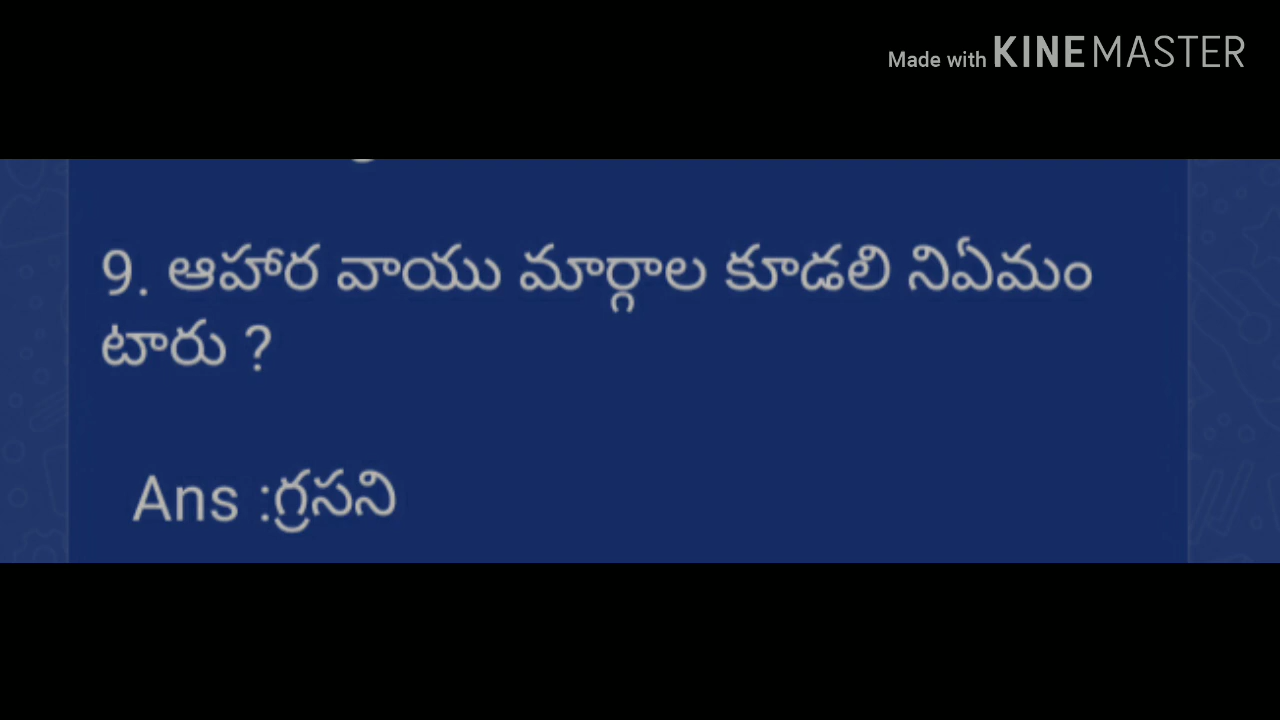 Made with KINEMASTER
9. ఆహార వాయు మార్గాల కూడలి నిఏమం
టారు ?
Ans :గ్రసని